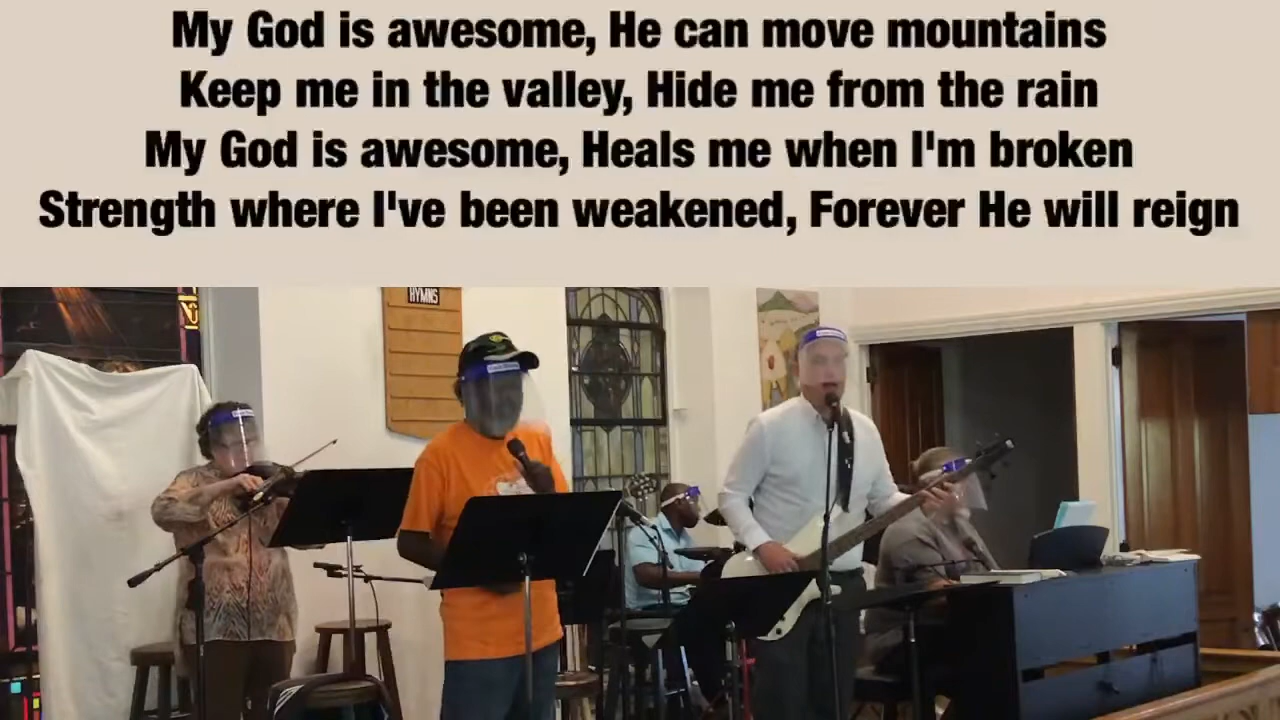 My God is awesome, He can move mountains
Keep me in the valley, Hide me from the rain
My God is awesome, Heals me when I'm broken
Strength where I've been weakened, Forever He will reign
HYMNS